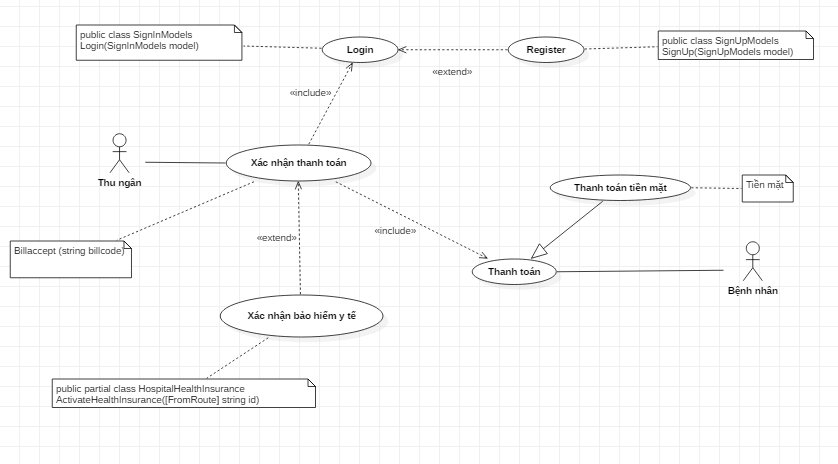 public class SignInModels
Login(SignInModels model)
Login
Register
public class SignUpModels
SignUp(SignUpModels model)
«extend»
«include»
Thu ngân
Xác nhận thanh toán
Thanh toán tiền mặt
Tiền mặt
Billaccept (string billcode)
«extend»
«include»
Thanh toán
Bệnh nhân
Xác nhận bảo hiểm y tế
public partial class HospitalHealthInsurance
ActivateHealthInsurance([FromRoute] string id)